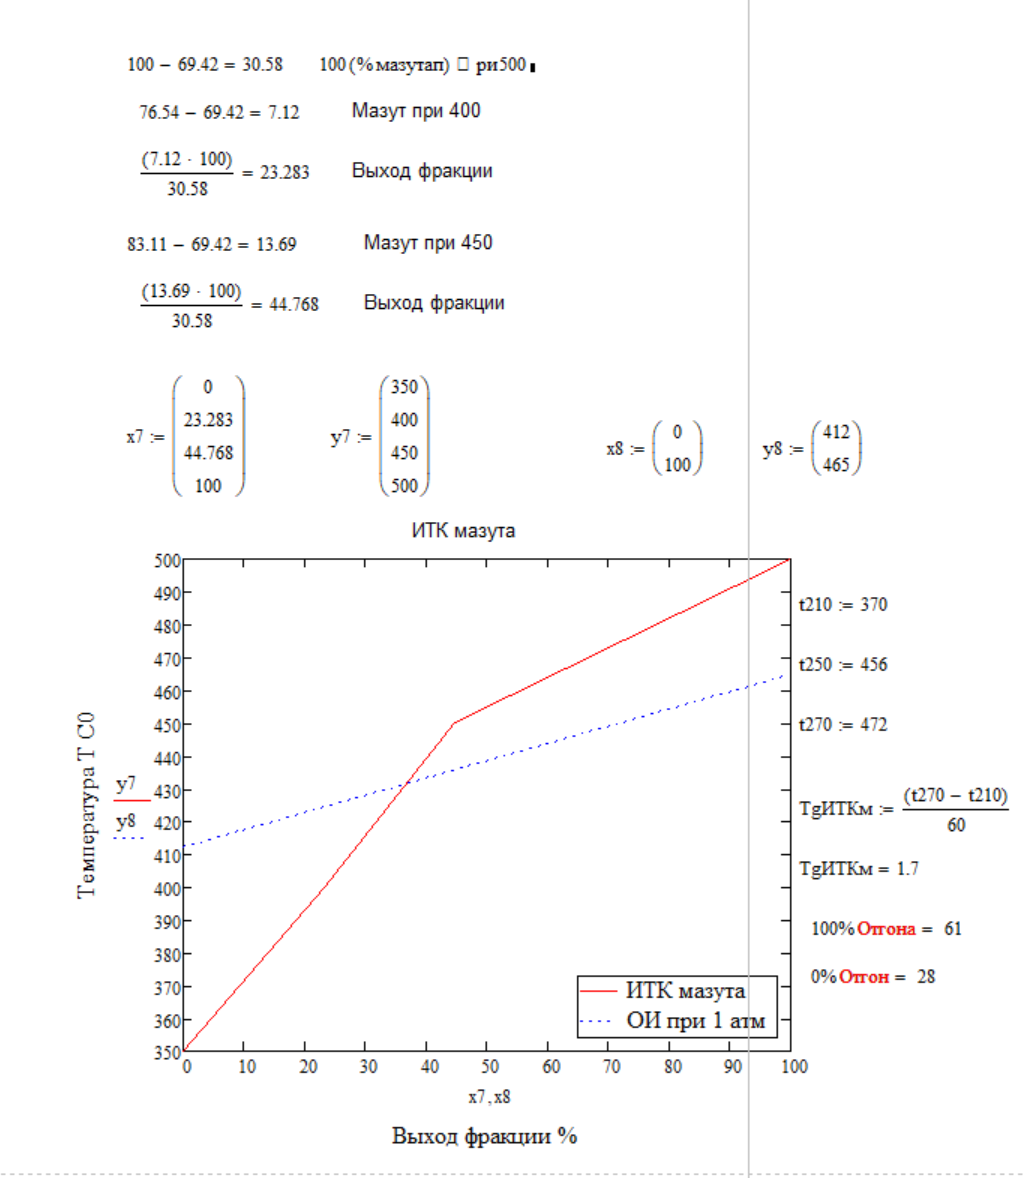 100 − 69.42 = 30.58 100 (% мазутап) □ ри500
76.54 − 69.42 = 7.12 Мазут при 400
(7.12 · 100)
30.58
= 23.283 Выход фракции
83.11 − 69.42 = 13.69 Мазут при 450
(13.69 · 100)
30.58
= 44.768 Выход фракции
x7 :=
0
23.283
44.768
100
y7 :=
350
400
450
500
x8 :=
0
100
y8 :=
412
465
ИТК мазута
500
490
480
470
460
450
440
430
420
410
400
390
380
370
360
350
Температура Т С0
y7
y8
ИТК мазута
ОИ при 1 атм
0 10 20 30 40 50 60 70 80 90 100
x7,x8
Выход фракции %
t210 := 370
t250 := 456
t270 := 472
TgИТКм :=
(t270 − t210)
60
TgИТКм = 1.7
100% Отгона = 61
0% Отгон = 28